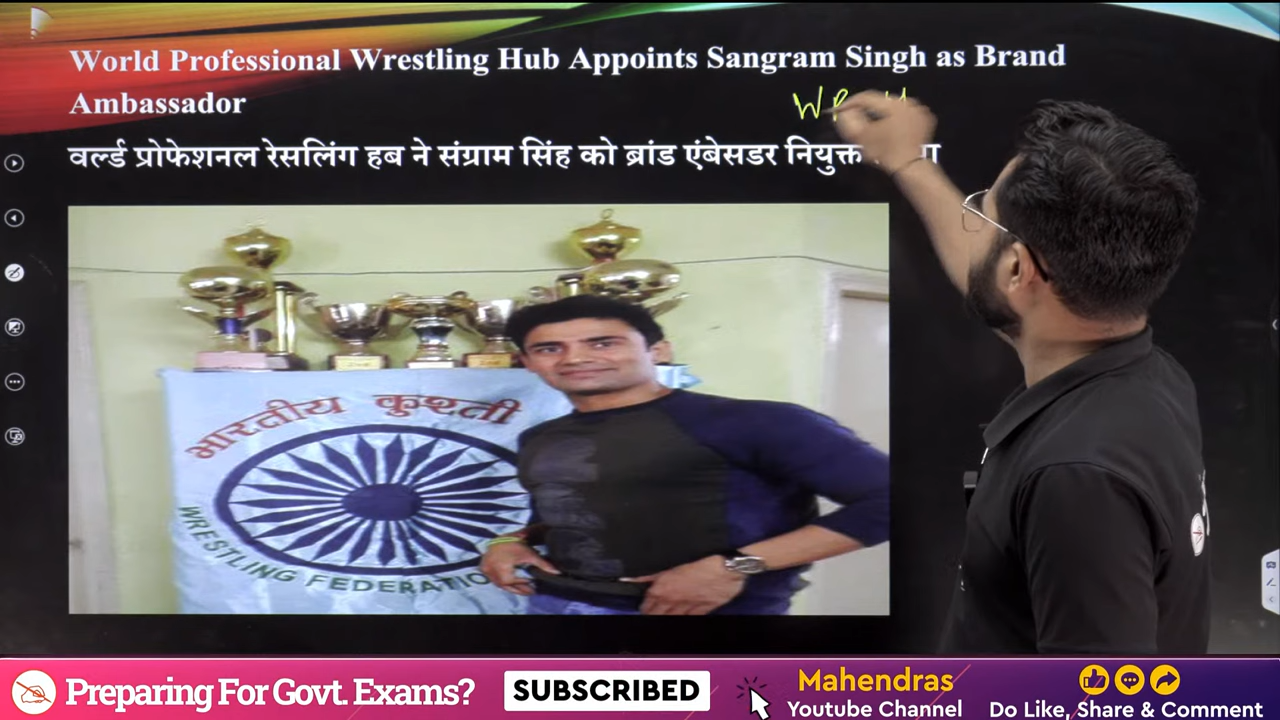 World Professional Wrestling Hub Appoints Sangram Singh as Brand
Ambassador
वर्ल्ड प्रोफेशनल रेसलिंग हब ने संग्राम सिंह को ब्रांड एंबेसडर नियुक्त
भारतीय कुश्ती
WRESTLING FEDERATIO
Preparing For Govt. Exams?
SUBSCRIBED
Mahendras
Youtube Channel
Do Like, Share & Comment